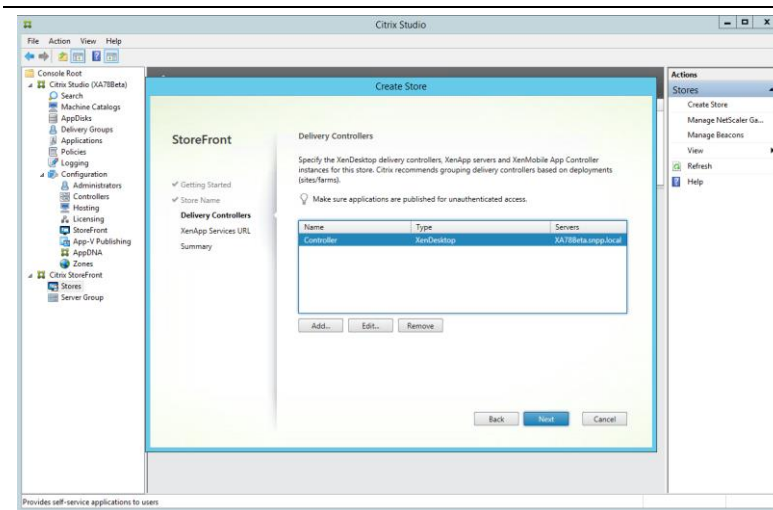 Citrix Studio
File Action View Help
Console Root
Citrix Studio (XA78Beta)
Search
Machine Catalogs
AppDisks
Delivery Groups
Applications
Policies
Logging
Configuration
Administrators
Controllers
Hosting
Licensing
StoreFront
App-V Publishing
AppDNA
Zones
Citrix StoreFront
Stores
Server Group
Create Store
StoreFront
Getting Started
Store Name
Delivery Controllers
XenApp Services URL
Summary
Delivery Controllers
Specify the XenDesktop delivery controllers, XenApp servers and XenMobile App Controller
instances for this store. Citrix recommends grouping delivery controllers based on deployments
(sites/farms).
Make sure applications are published for unauthenticated access.
Name Type Servers
Controller XenDesktop XA78Beta.snpp.local
Add... Edit... Remove
Back Next Cancel
Actions
Stores
Create Store
Manage NetScaler Ga...
Manage Beacons
View
Refresh
Help
Provides self-service applications to users